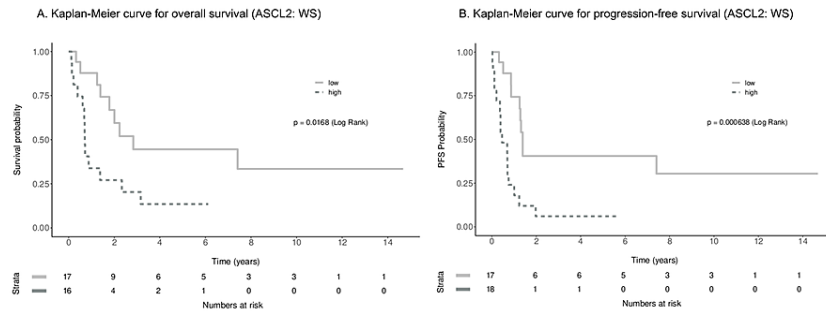 A. Kaplan-Meier curve for overall survival (ASCL2: WS)
1.00
0.75
0.50
0.25
0.00
Survival probability
low
high
p = 0.0168 (Log Rank)
0 2 4 6 8 10 12 14
Time (years)
Strata
17 9 6 5 3 3 1 1
16 4 2 1 0 0 0 0
Numbers at risk
B. Kaplan-Meier curve for progression-free survival (ASCL2: WS)
1.00
0.75
0.50
0.25
0.00
PFS Probability
low
high
p = 0.000638 (Log Rank)
0 2 4 6 8 10 12 14
Time (years)
Strata
17 6 6 5 3 3 1 1
18 1 1 0 0 0 0 0
Numbers at risk